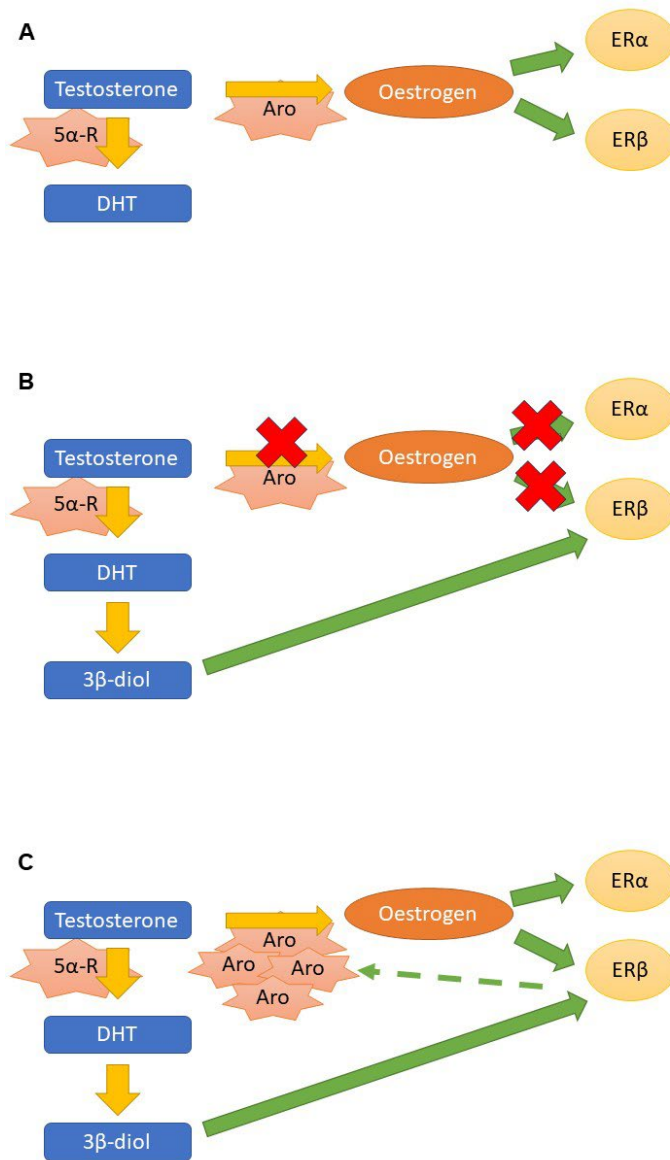 A
Testosterone
Aro
Oestrogen
ERα
ERβ
5α-R
DHT
B
Testosterone
Aro
Oestrogen
ERα
ERβ
5α-R
DHT
3β-diol
C
Testosterone
Aro
Aro
Aro
Aro
Oestrogen
ERα
ERβ
5α-R
DHT
3β-diol